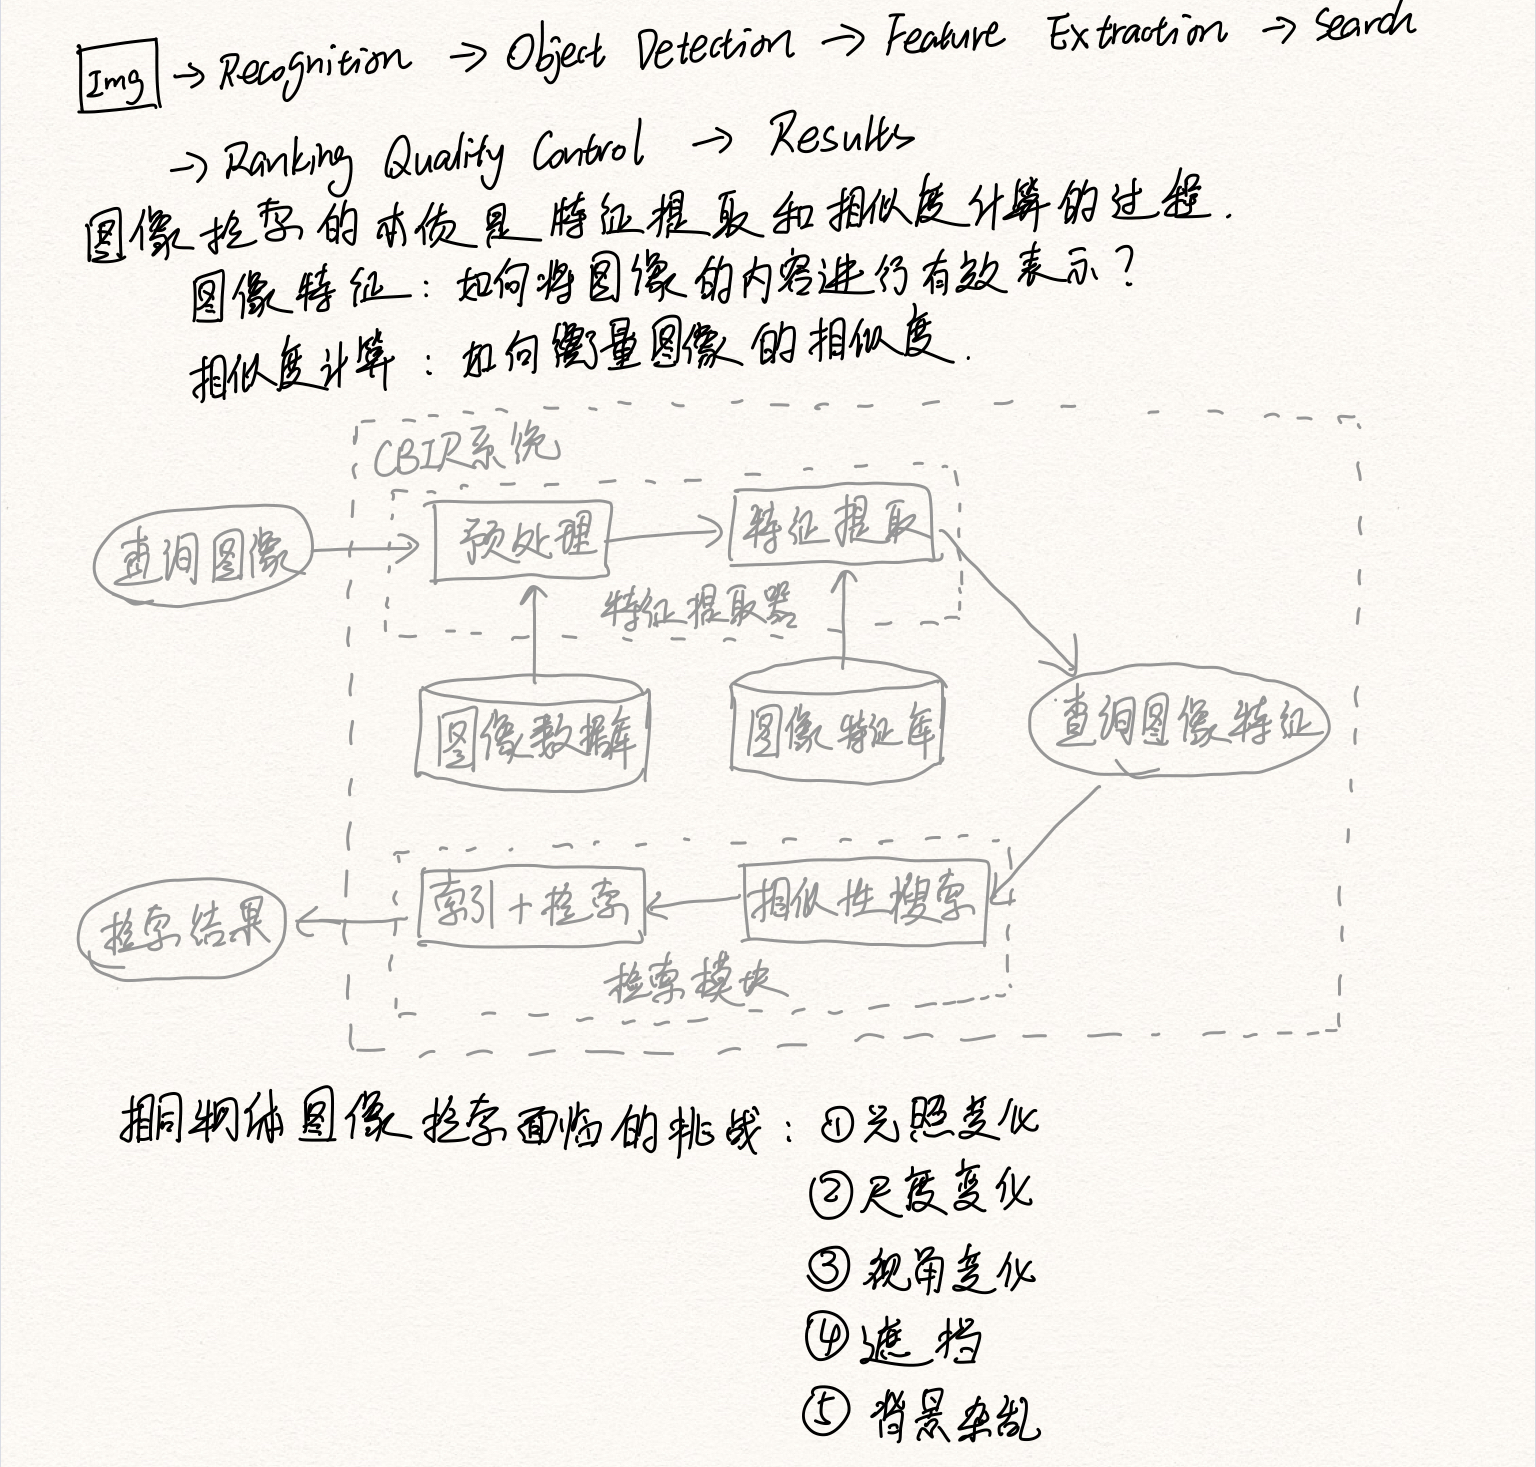 Img → Recognition → Object Detection → Feature Extraction → Search
→ Ranking Quality Control → Results
图像检索的本质是特征提取和相似度计算的过程.
图像特征：如何将图像的内容进行有效表示？
相似度计算：如何衡量图像的相似度.
CBIR系统
查询图像
预处理
特征提取
特征提取器
图像数据库
图像特征库
查询图像特征
检索结果
索引+检索
相似性搜索
检索模块
相同物体图像检索面临的挑战：①光照变化
②尺度变化
③视角变化
④遮挡
⑤背景杂乱